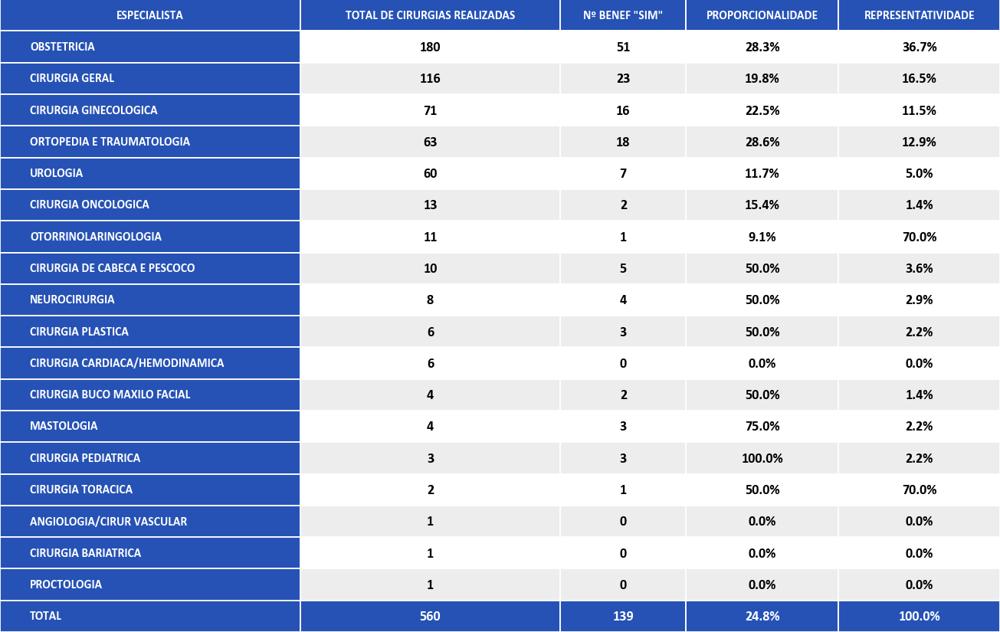 ESPECIALISTA TOTAL DE CIRURGIAS REALIZADAS Nº BENEF "SIM" PROPORCIONALIDADE REPRESENTATIVIDADE
OBSTETRICIA 180 51 28.3% 36.7%
CIRURGIA GERAL 116 23 19.8% 16.5%
CIRURGIA GINECOLOGICA 71 16 22.5% 11.5%
ORTOPEDIA E TRAUMATOLOGIA 63 18 28.6% 12.9%
UROLOGIA 60 7 11.7% 5.0%
CIRURGIA ONCOLOGICA 13 2 15.4% 1.4%
OTORRINOLARINGOLOGIA 11 1 9.1% 70.0%
CIRURGIA DE CABECA E PESCOCO 10 5 50.0% 3.6%
NEUROCIRURGIA 8 4 50.0% 2.9%
CIRURGIA PLASTICA 6 3 50.0% 2.2%
CIRURGIA CARDIACA/HEMODINAMICA 6 0 0.0% 0.0%
CIRURGIA BUCO MAXILO FACIAL 4 2 50.0% 1.4%
MASTOLOGIA 4 3 75.0% 2.2%
CIRURGIA PEDIATRICA 3 3 100.0% 2.2%
CIRURGIA TORACICA 2 1 50.0% 70.0%
ANGIOLOGIA/CIRUR VASCULAR 1 0 0.0% 0.0%
CIRURGIA BARIATRICA 1 0 0.0% 0.0%
PROCTOLOGIA 1 0 0.0% 0.0%
TOTAL 560 139 24.8% 100.0%